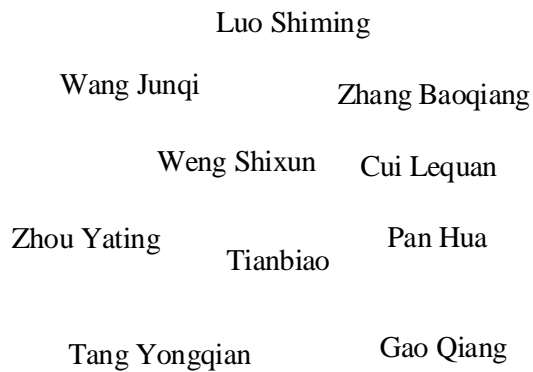 Luo Shiming
Wang Junqi
Zhang Baoqiang
Weng Shixun
Cui Lequan
Zhou Yating
Pan Hua
Tianbiao
Tang Yongqian
Gao Qiang